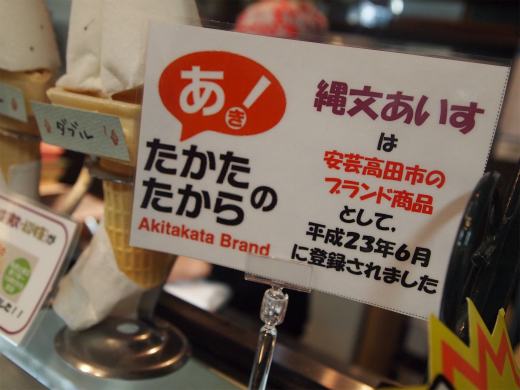 ダブル
あき!
たかたの
たから
Akitakata Brand
縄文あいす
は
安芸高田市の
ブランド商品
として、
平成23年6月
に登録されました